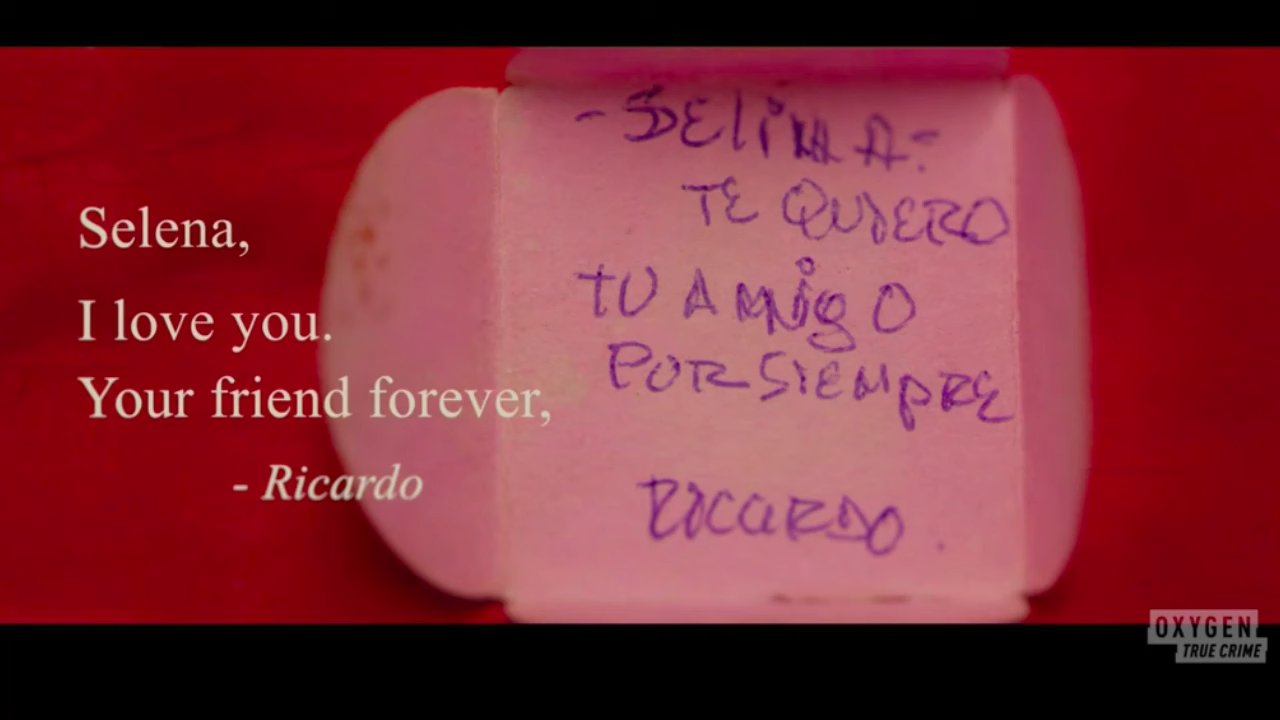 Selena,
I love you.
Your friend forever,
- Ricardo
- SELINA:
TE QUIERO
TU AMigO
POR SIEMPRE
RICARDO.
OXYGEN
TRUE CRIME